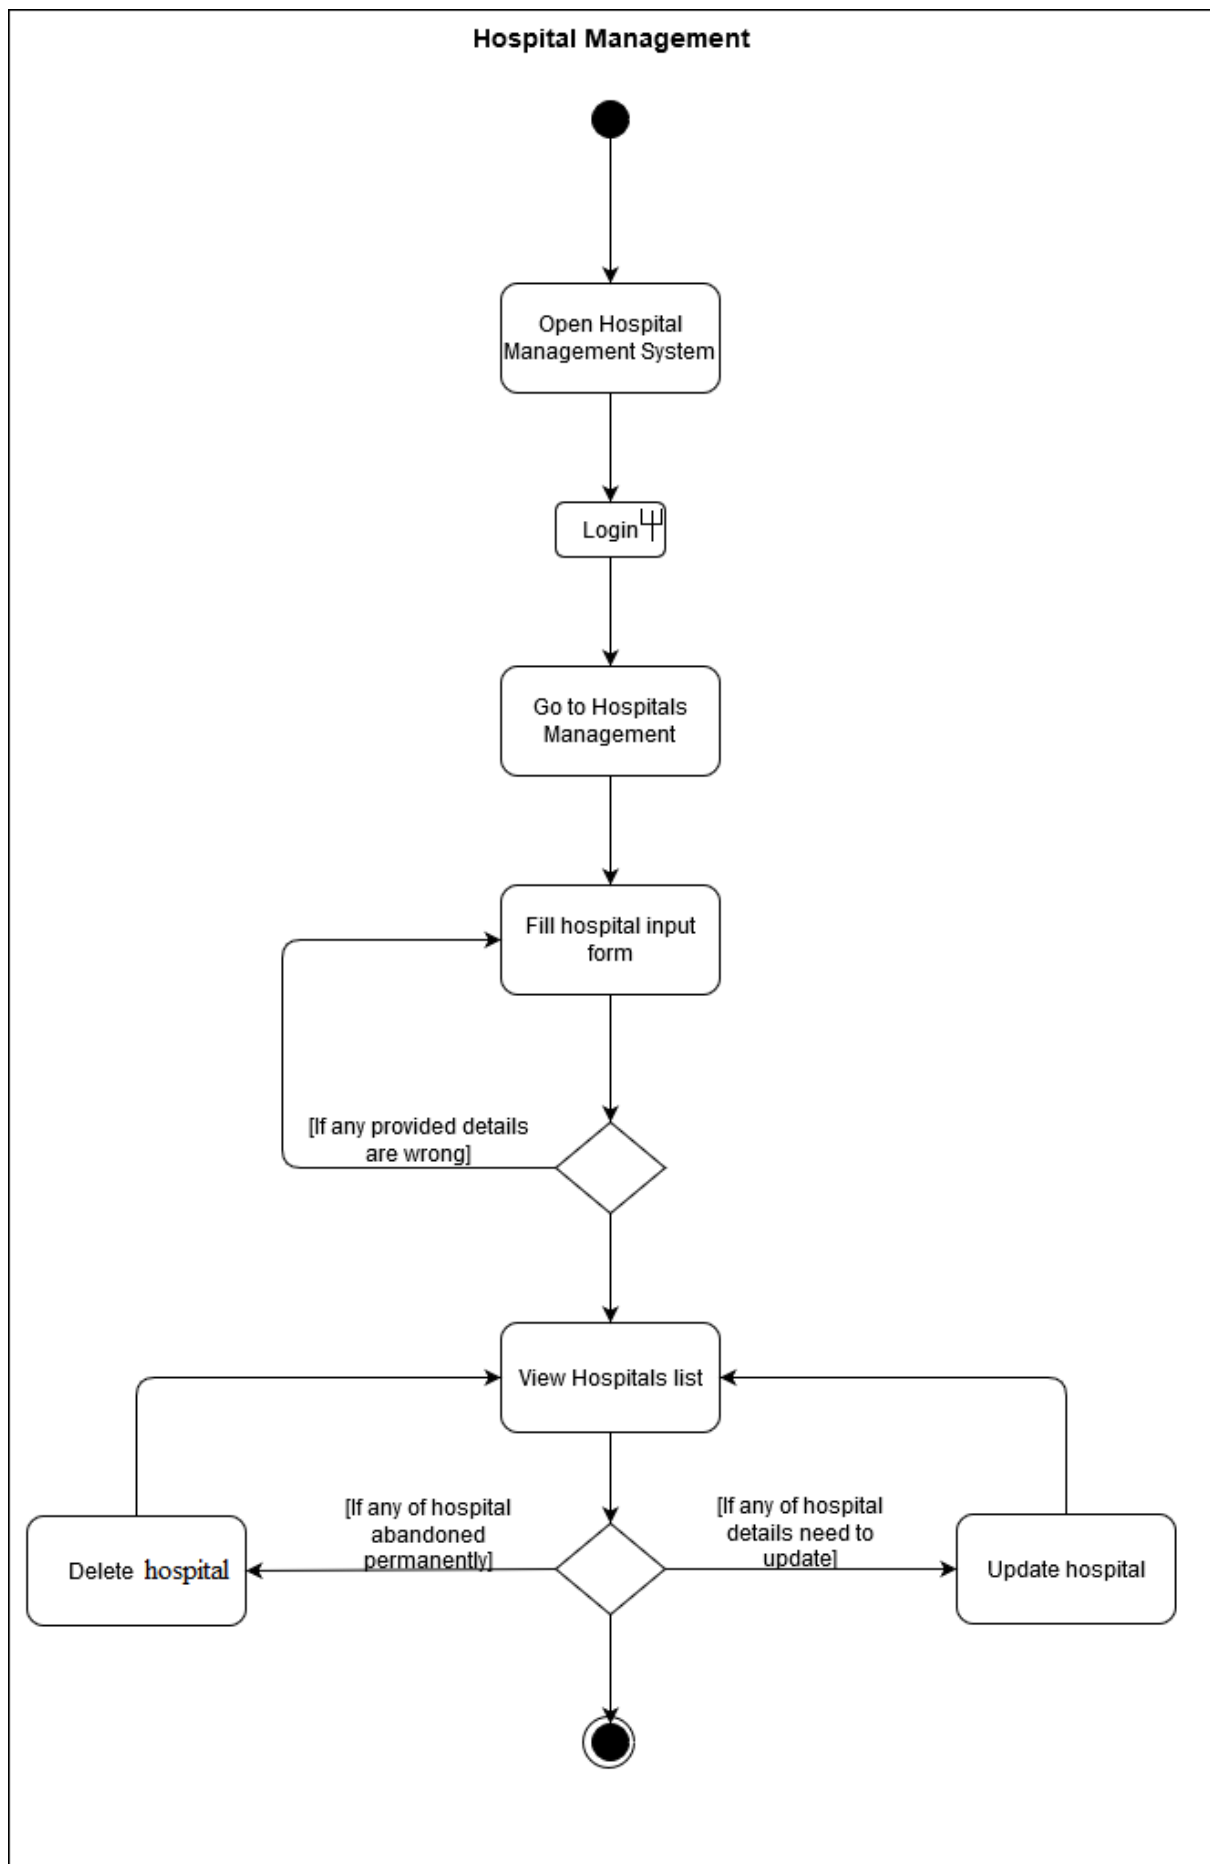 Hospital Management
Open Hospital
Management System
Login
Go to Hospitals
Management
Fill hospital input
form
[If any provided details
are wrong]
View Hospitals list
[If any of hospital
abandoned
permanently]
[If any of hospital
details need to
update]
Delete hospital
Update hospital